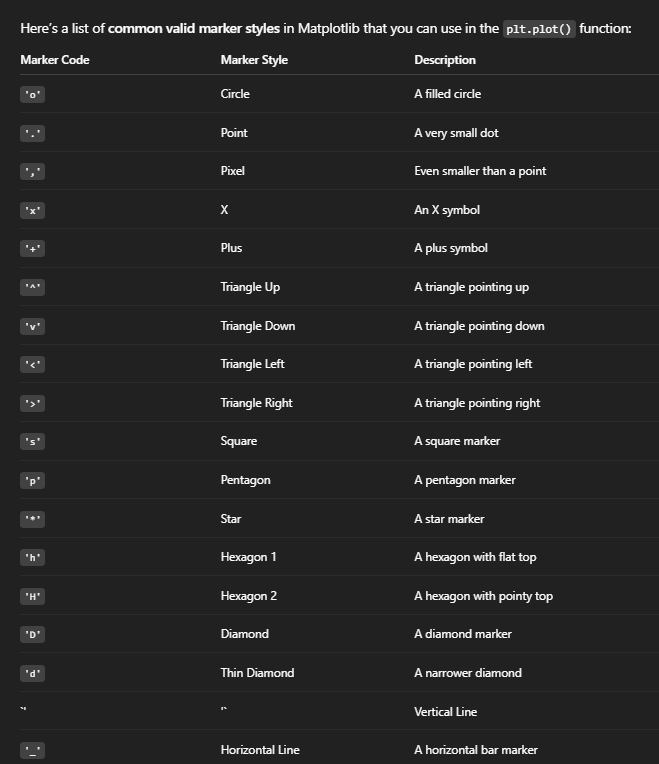 Here's a list of common valid marker styles in Matplotlib that you can use in the plt.plot() function:
Marker Code Marker Style Description
'o' Circle A filled circle
'.' Point A very small dot
',' Pixel Even smaller than a point
'x' X An X symbol
'+' Plus A plus symbol
'^' Triangle Up A triangle pointing up
'v' Triangle Down A triangle pointing down
'<' Triangle Left A triangle pointing left
'>' Triangle Right A triangle pointing right
's' Square A square marker
'p' Pentagon A pentagon marker
'*' Star A star marker
'h' Hexagon 1 A hexagon with flat top
'H' Hexagon 2 A hexagon with pointy top
'D' Diamond A diamond marker
'd' Thin Diamond A narrower diamond
`' '` Vertical Line
'_' Horizontal Line A horizontal bar marker